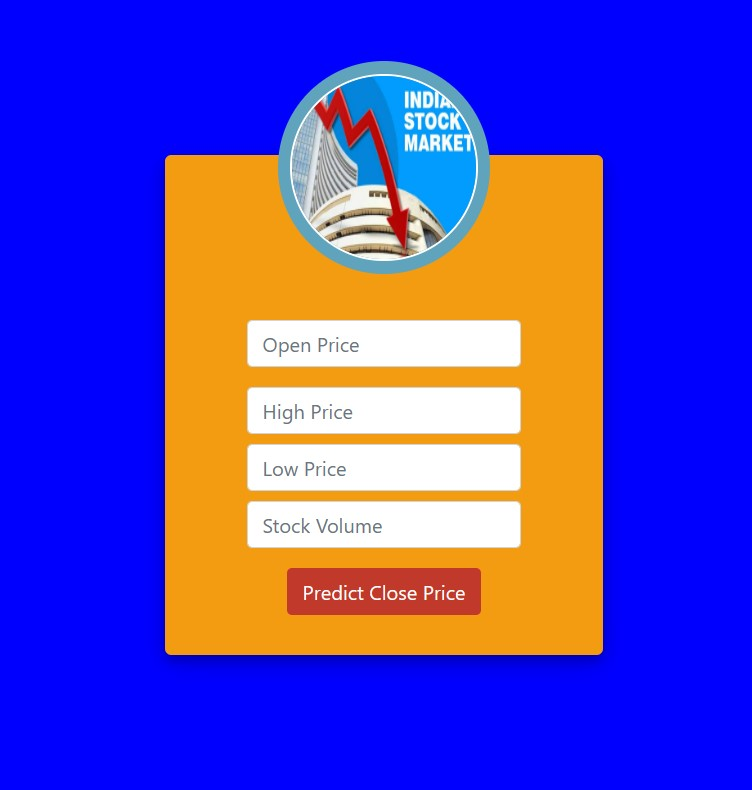 INDIA
STOCK
MARKET
Open Price
High Price
Low Price
Stock Volume
Predict Close Price